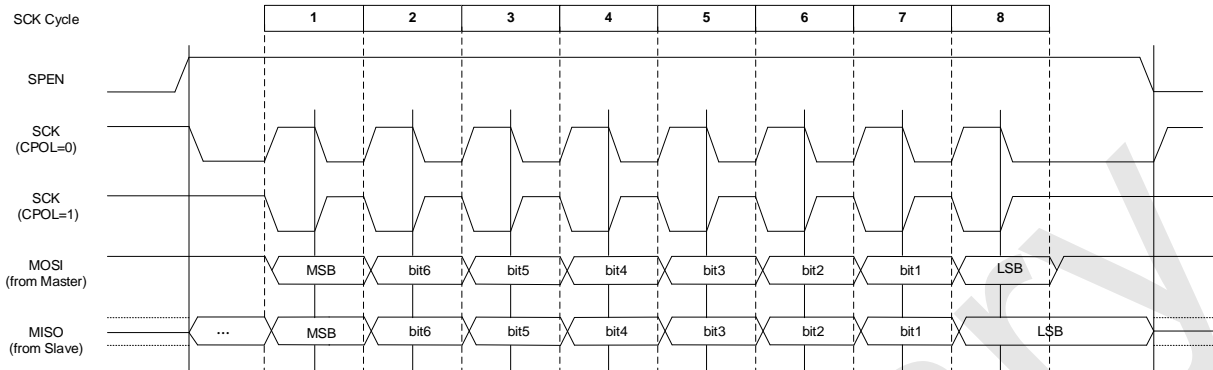 SCK Cycle 1 2 3 4 5 6 7 8
SPEN
SCK
(CPOL=0)
SCK
(CPOL=1)
MOSI
(from Master)
MSB bit6 bit5 bit4 bit3 bit2 bit1 LSB
MISO
(from Slave)
... MSB bit6 bit5 bit4 bit3 bit2 bit1 LSB